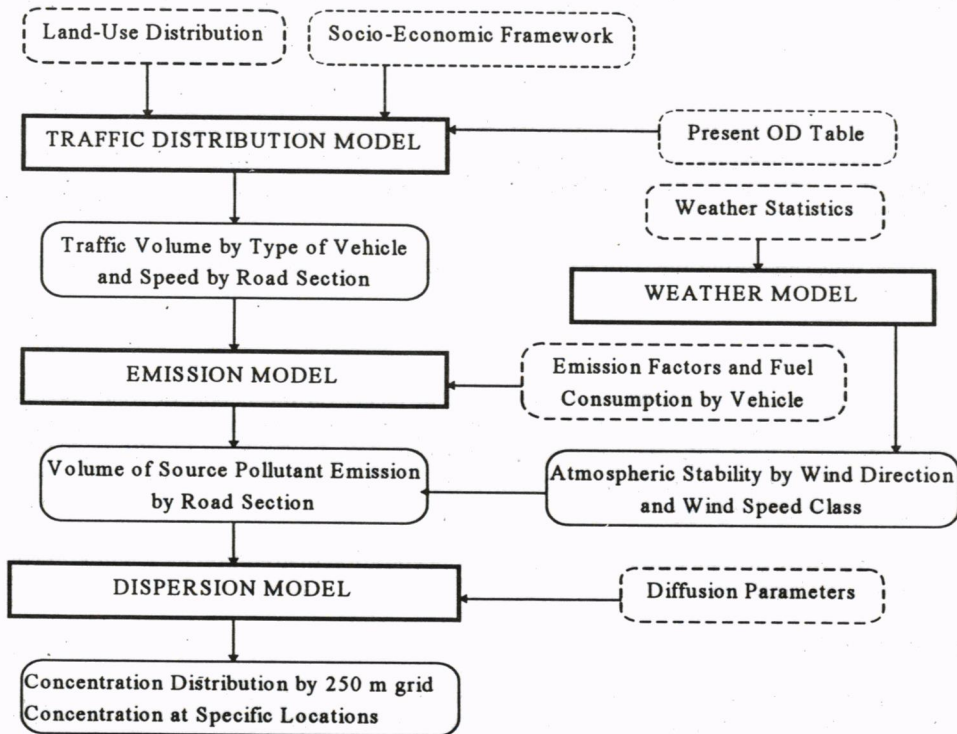 Land-Use Distribution
Socio-Economic Framework
TRAFFIC DISTRIBUTION MODEL
Present OD Table
Weather Statistics
Traffic Volume by Type of Vehicle
and Speed by Road Section
WEATHER MODEL
EMISSION MODEL
Emission Factors and Fuel
Consumption by Vehicle
Volume of Source Pollutant Emission
by Road Section
Atmospheric Stability by Wind Direction
and Wind Speed Class
DISPERSION MODEL
Diffusion Parameters
Concentration Distribution by 250 m grid
Concentration at Specific Locations